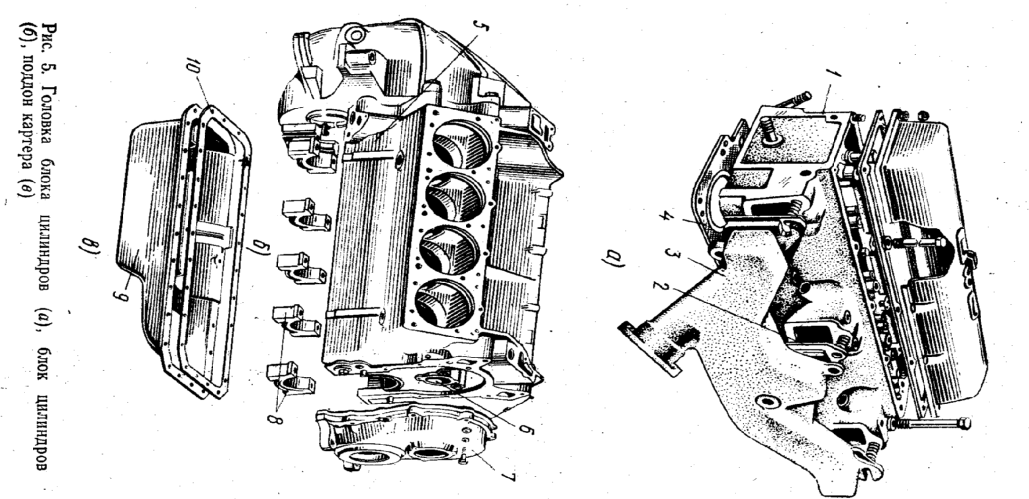 1
4
3
2
а)
5
6
7
8
б)
10
9
в)
Рис. 5. Головка блока цилиндров (а), блок цилиндров
(б), поддон картера (в)